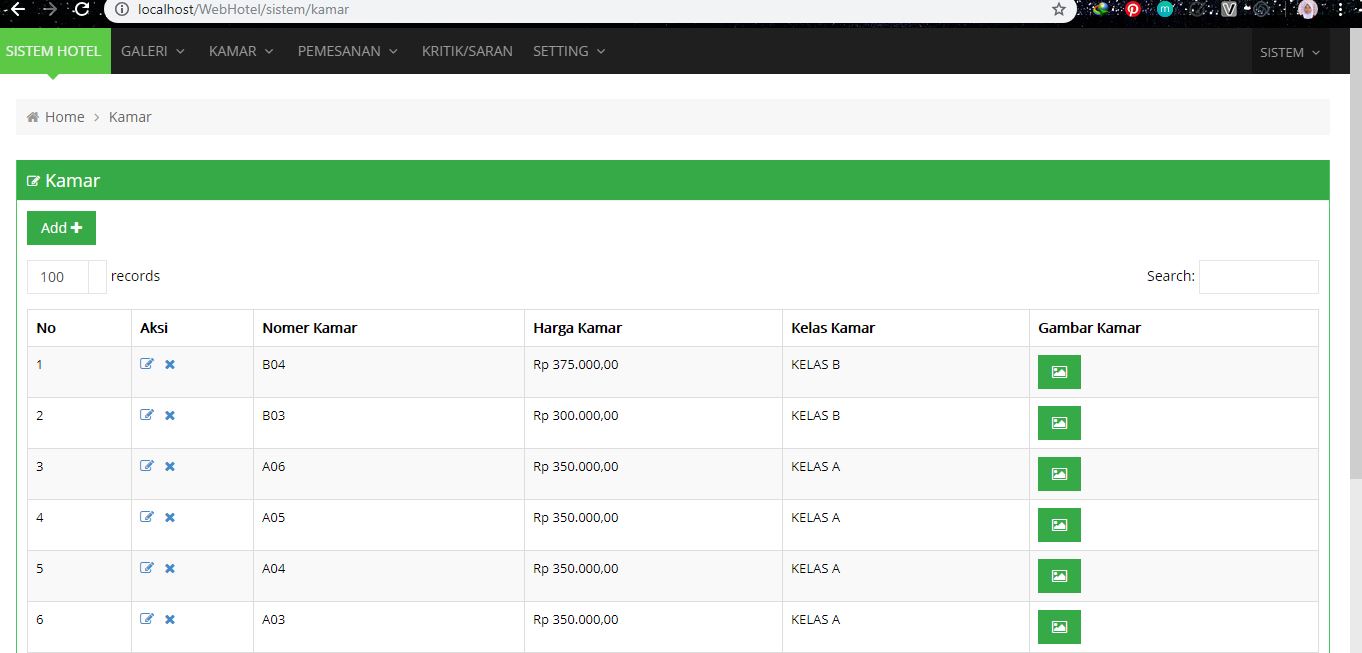 localhost/WebHotel/sistem/kamar
SISTEM HOTEL GALERI KAMAR PEMESANAN KRITIK/SARAN SETTING SISTEM
Home > Kamar
Kamar
Add +
100 records Search:
No Aksi Nomer Kamar Harga Kamar Kelas Kamar Gambar Kamar
1 B04 Rp 375.000,00 KELAS B
2 B03 Rp 300.000,00 KELAS B
3 A06 Rp 350.000,00 KELAS A
4 A05 Rp 350.000,00 KELAS A
5 A04 Rp 350.000,00 KELAS A
6 A03 Rp 350.000,00 KELAS A